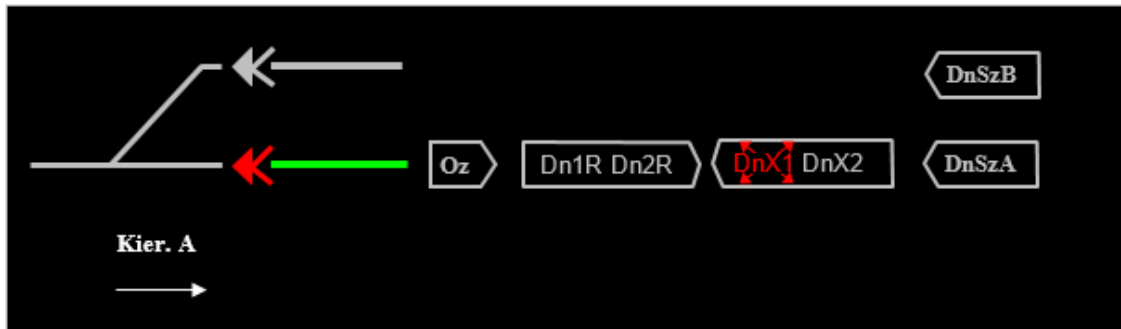 DnSzB
Oz Dn1R Dn2R DnX1 DnX2 DnSzA
Kier. A